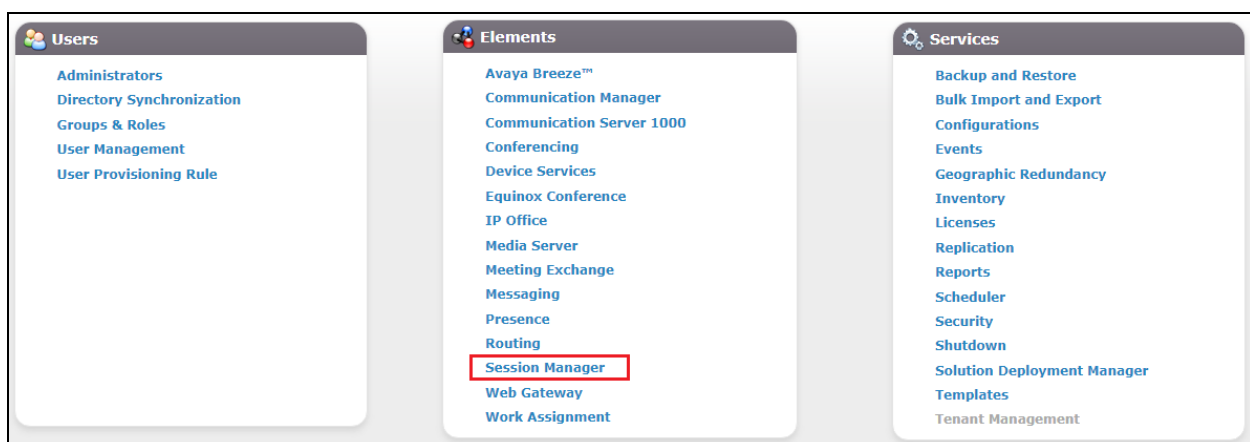 Users
Administrators
Directory Synchronization
Groups & Roles
User Management
User Provisioning Rule
Elements
Avaya Breeze™
Communication Manager
Communication Server 1000
Conferencing
Device Services
Equinox Conference
IP Office
Media Server
Meeting Exchange
Messaging
Presence
Routing
Session Manager
Web Gateway
Work Assignment
Services
Backup and Restore
Bulk Import and Export
Configurations
Events
Geographic Redundancy
Inventory
Licenses
Replication
Reports
Scheduler
Security
Shutdown
Solution Deployment Manager
Templates
Tenant Management